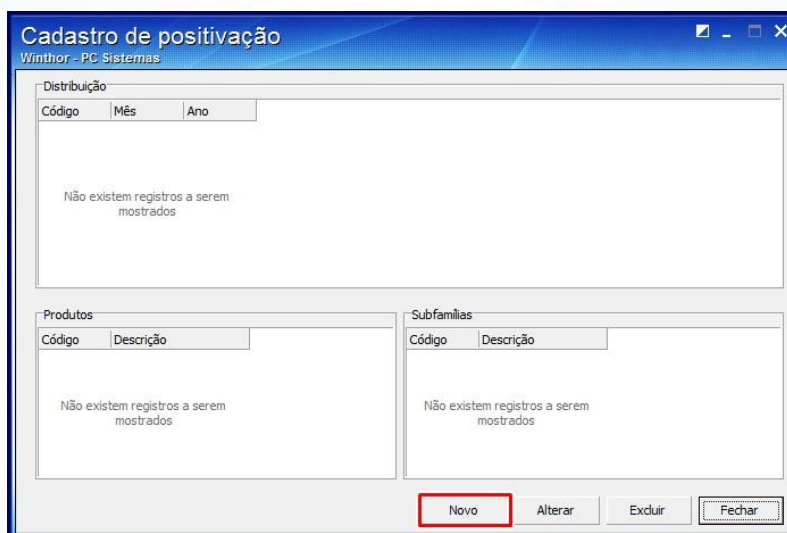 Cadastro de positivação
Winthor - PC Sistemas
Distribuição
Código Mês Ano
Não existem registros a serem
mostrados
Produtos
Código Descrição
Não existem registros a serem
mostrados
Subfamílias
Código Descrição
Não existem registros a serem
mostrados
Novo Alterar Excluir Fechar